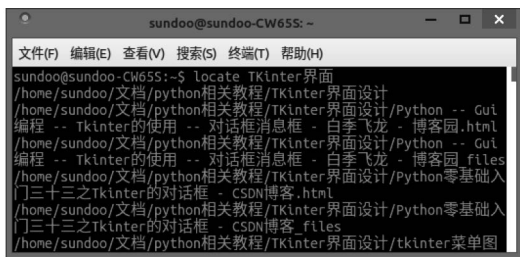 sundoo@sundoo-CW65S: ~
文件(F) 编辑(E) 查看(V) 搜索(S) 终端(T) 帮助(H)
sundoo@sundoo-CW65S:~$ locate TKinter界面
/home/sundoo/文档/python相关教程/TKinter界面设计
/home/sundoo/文档/python相关教程/TKinter界面设计/Python -- Gui
编程 -- Tkinter的使用 -- 对话框消息框 - 白季飞龙 - 博客园.html
/home/sundoo/文档/python相关教程/TKinter界面设计/Python -- Gui
编程 -- Tkinter的使用 -- 对话框消息框 - 白季飞龙 - 博客园_files
/home/sundoo/文档/python相关教程/TKinter界面设计/Python零基础入
门三十三之Tkinter的对话框 - CSDN博客.html
/home/sundoo/文档/python相关教程/TKinter界面设计/Python零基础入
门三十三之Tkinter的对话框 - CSDN博客_files
/home/sundoo/文档/python相关教程/TKinter界面设计/tkinter菜单图